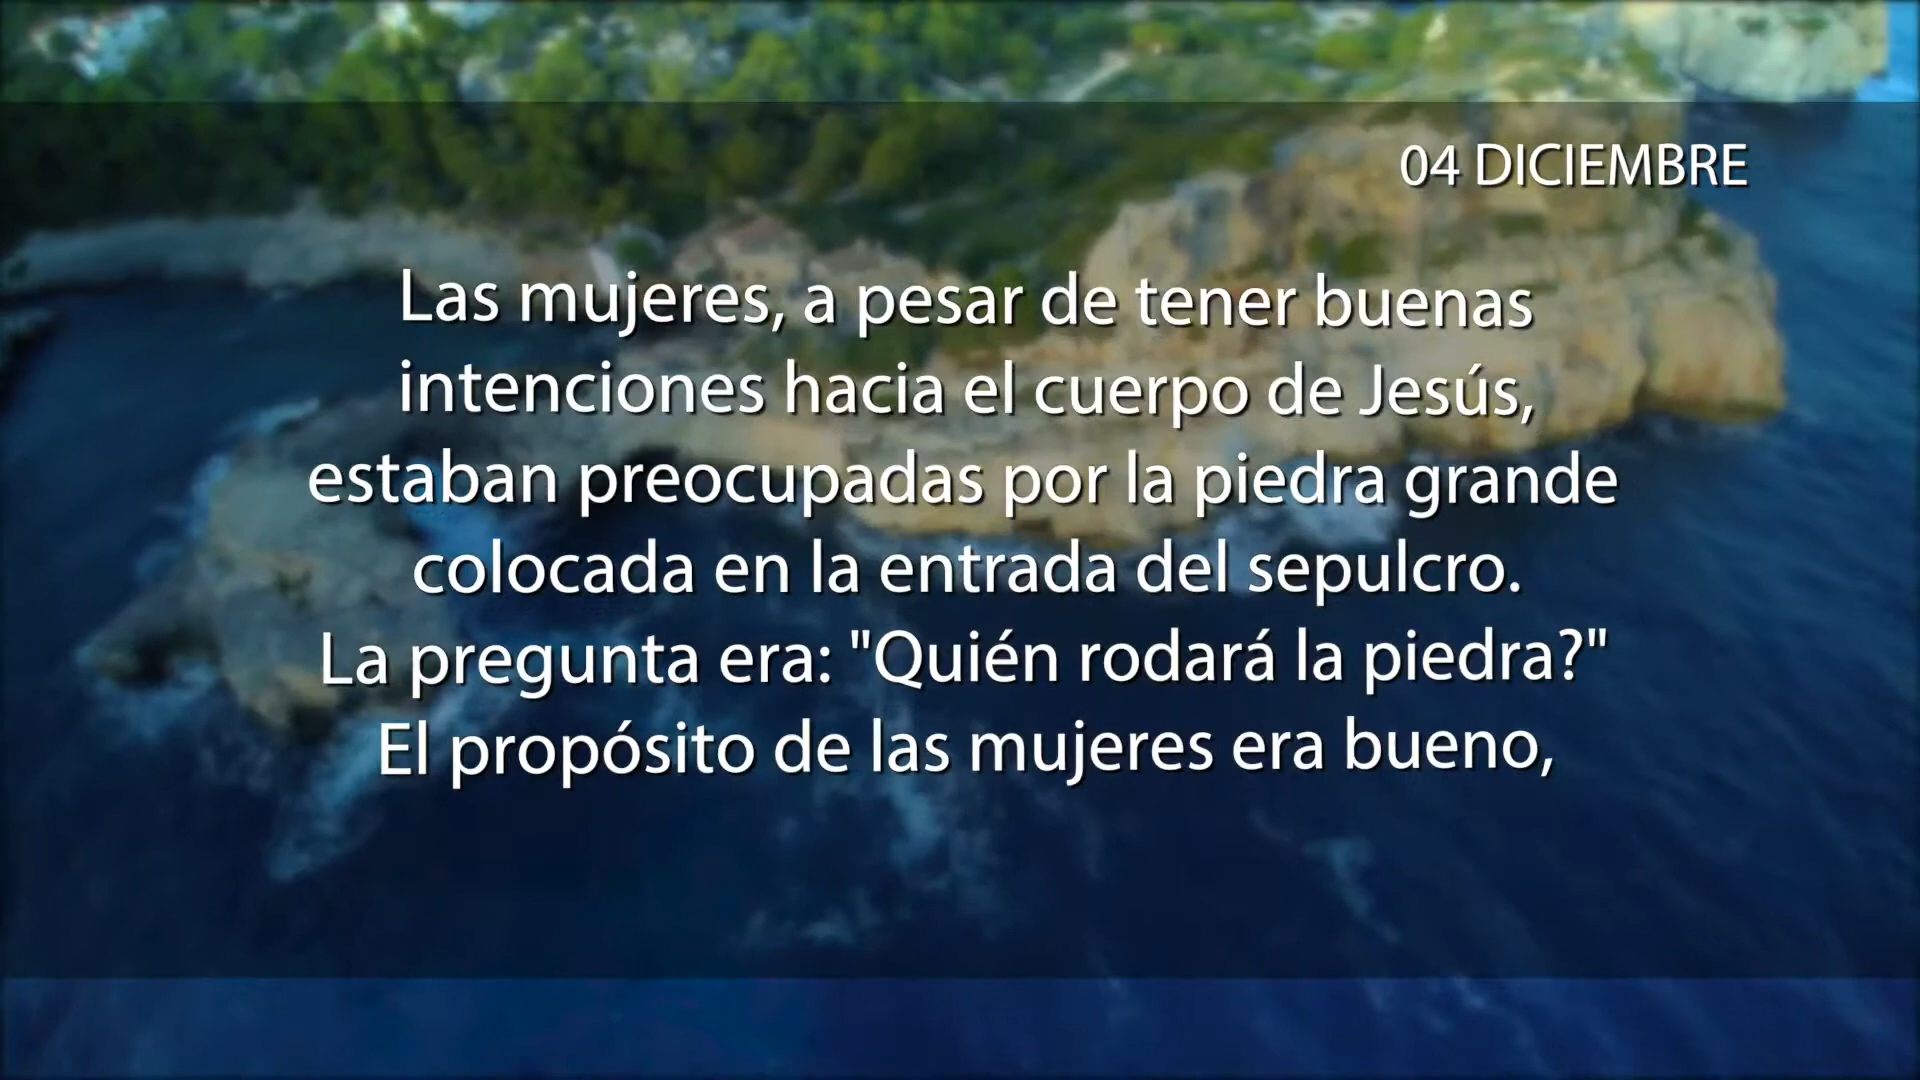 04 DICIEMBRE
Las mujeres, a pesar de tener buenas
intenciones hacia el cuerpo de Jesús,
estaban preocupadas por la piedra grande
colocada en la entrada del sepulcro.
La pregunta era: "Quién rodará la piedra?"
El propósito de las mujeres era bueno,